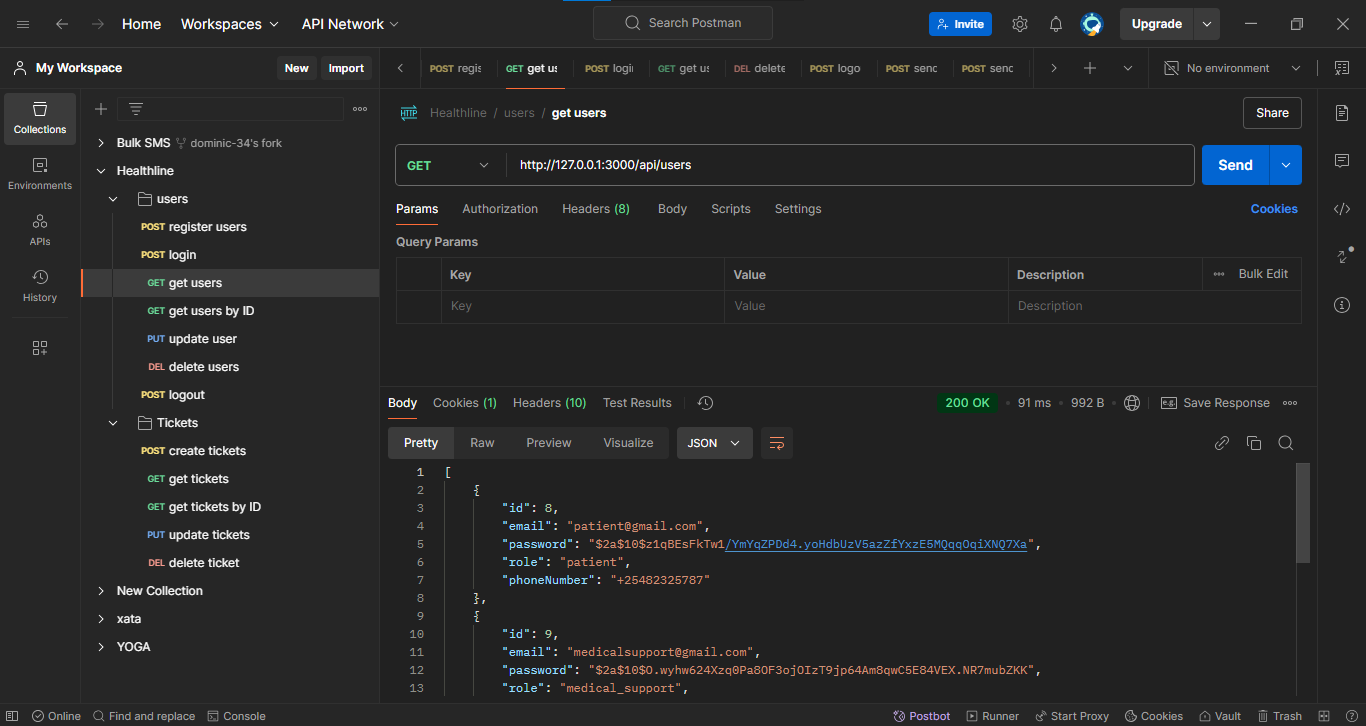 Home Workspaces API Network Search Postman Invite Upgrade
My Workspace New Import POST regis GET get us POST logi GET get us DEL delete POST logo POST senc POST senc No environment
Collections
Environments
APIs
History
Bulk SMS dominic-34's fork
Healthline
users
POST register users
POST login
GET get users
GET get users by ID
PUT update user
DEL delete users
POST logout
Tickets
POST create tickets
GET get tickets
GET get tickets by ID
PUT update tickets
DEL delete ticket
New Collection
xata
YOGA
HTTP Healthline / users / get users Share
GET http://127.0.0.1:3000/api/users Send
Params Authorization Headers (8) Body Scripts Settings Cookies
Query Params
Key Value Description Bulk Edit
Key Value Description
Body Cookies (1) Headers (10) Test Results 200 OK 91 ms 992 B e.g. Save Response
Pretty Raw Preview Visualize JSON
1 [
2 {
3 "id": 8,
4 "email": "patient@gmail.com",
5 "password": "$2a$10$z1qBEsFkTw1/YmYqZPDd4.yoHdbUzV5azZfYxzE5MQqqOqiXNQ7Xa",
6 "role": "patient",
7 "phoneNumber": "+25482325787"
8 },
9 {
10 "id": 9,
11 "email": "medicalsupport@gmail.com",
12 "password": "$2a$10$O.wyhw624Xzq0Pa8OF3ojOIzT9jp64Am8qwC5E84VEX.NR7mubZKK",
13 "role": "medical_support",
Online Find and replace Console Postbot Runner Start Proxy Cookies Vault Trash